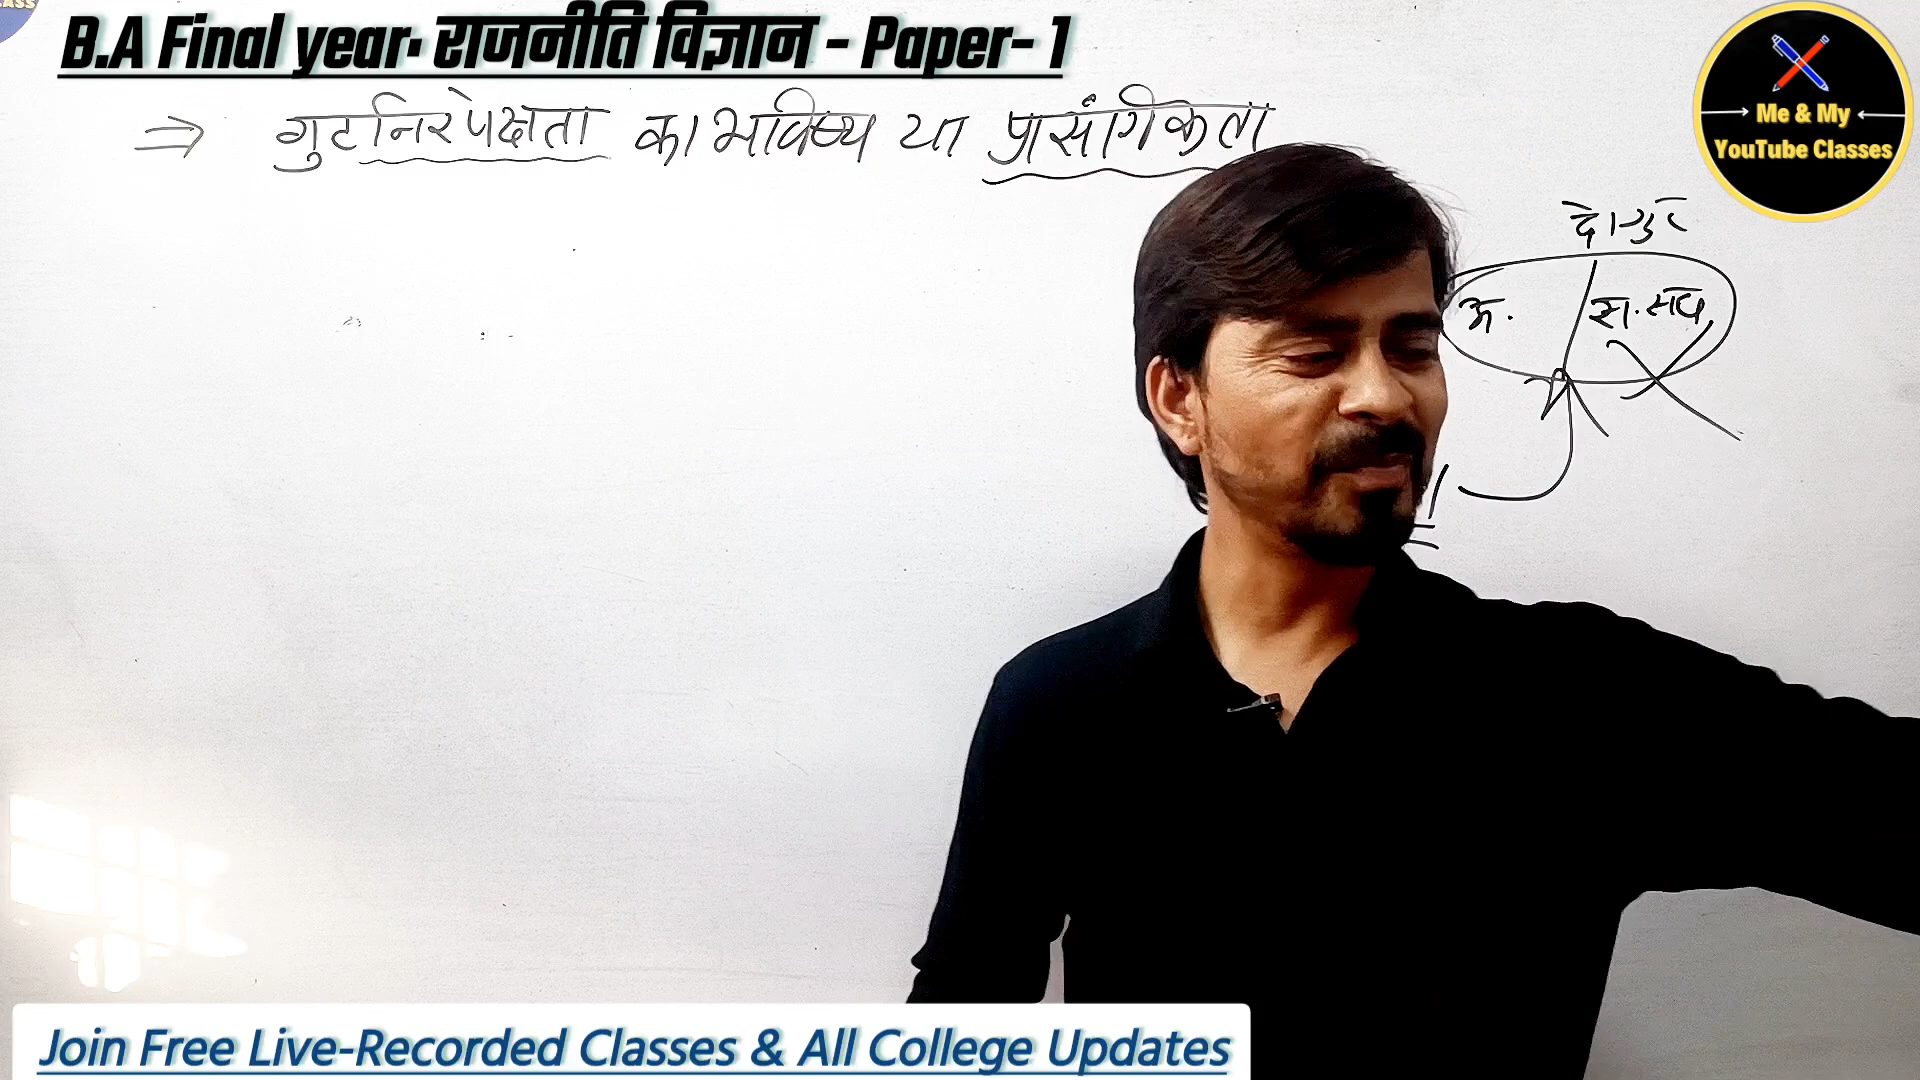 B.A Final year. राजनीति विज्ञान - Paper- 1
⇒ गुटनिरपेक्षता का भविष्य या प्रासंगिकता
Me & My
YouTube Classes
दो गुट
अ.
Join Free Live-Recorded Classes & All College Updates